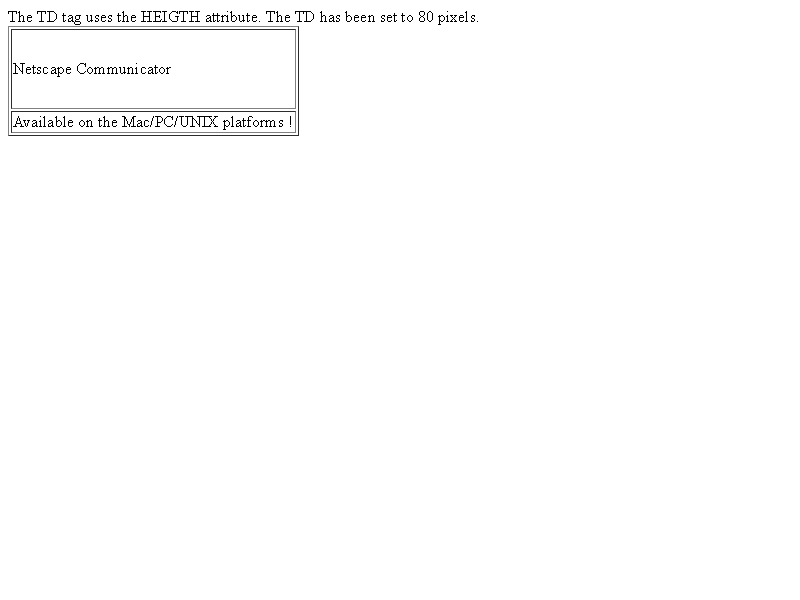 The TD tag uses the HEIGTH attribute. The TD has been set to 80 pixels.
Netscape Communicator
Available on the Mac/PC/UNIX platforms !